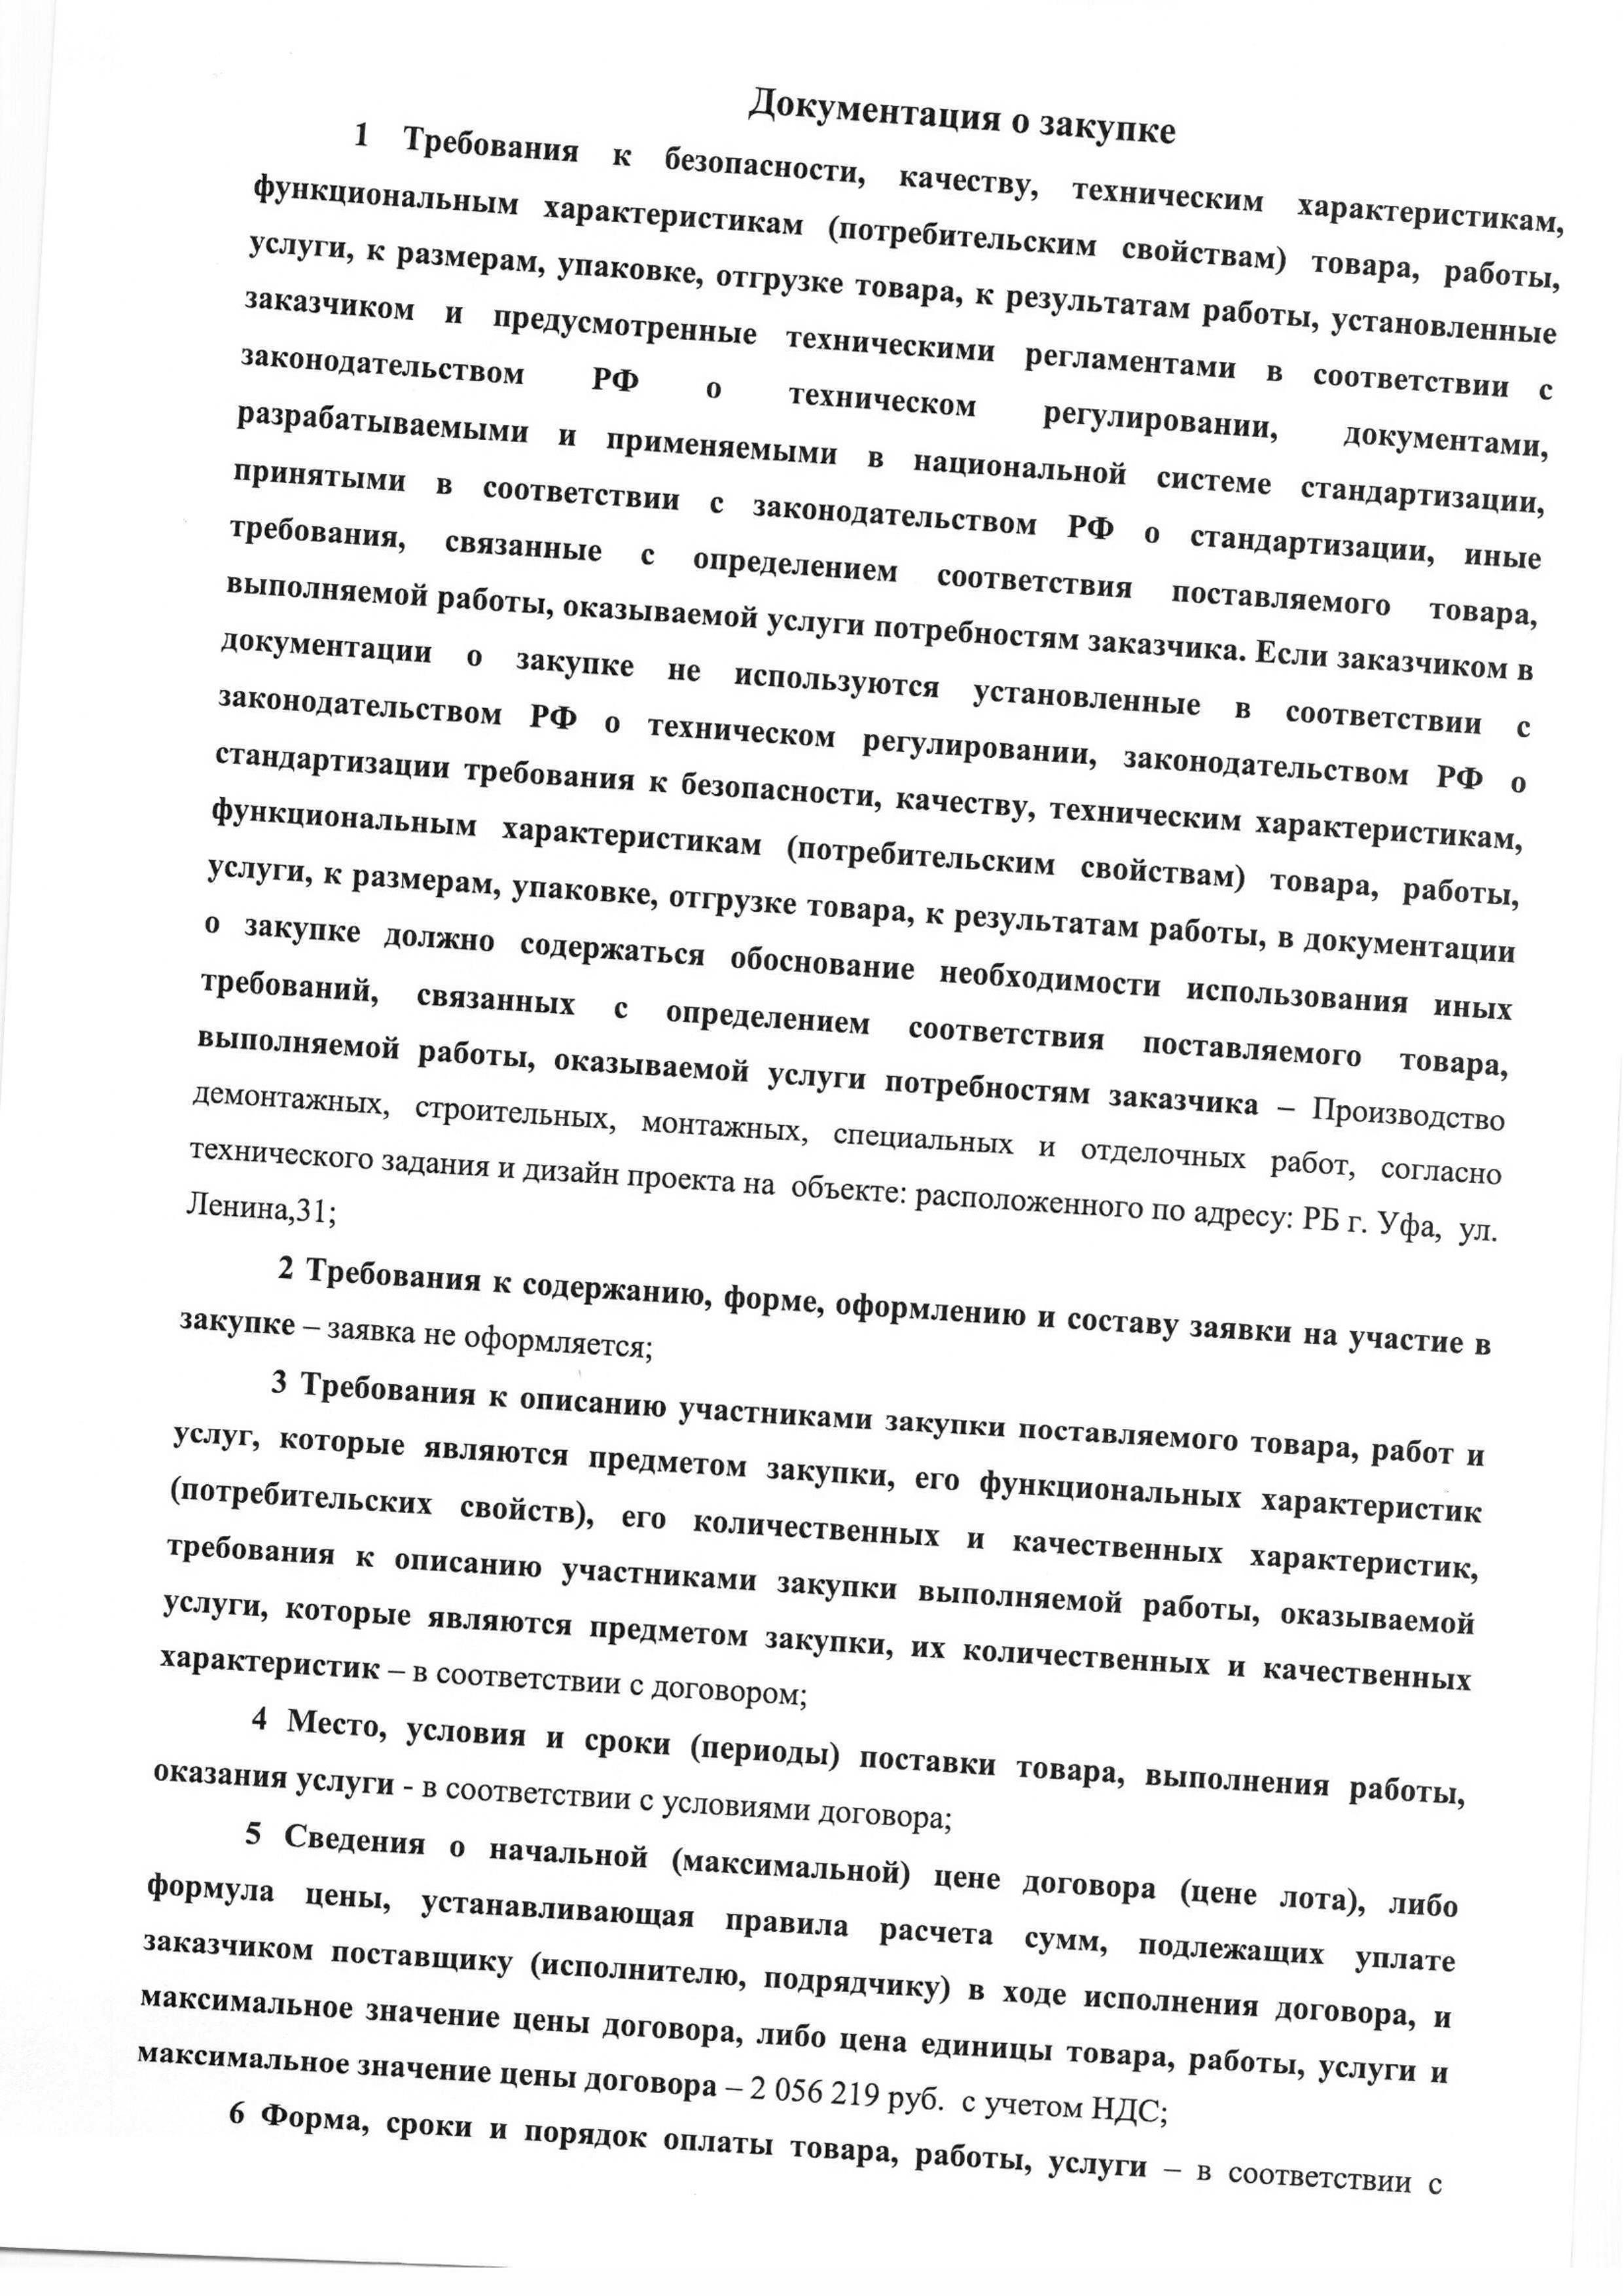 Документация о закупке
1 Требования к безопасности, качеству, техническим характеристикам,
функциональным характеристикам (потребительским свойствам) товара, работы,
услуги, к размерам, упаковке, отгрузке товара, к результатам работы, установленные
заказчиком и предусмотренные техническими регламентами в соответствии с
законодательством РФ о техническом регулировании, документами,
разрабатываемыми и применяемыми в национальной системе стандартизации,
принятыми в соответствии с законодательством РФ о стандартизации, иные
требования, связанные с определением соответствия поставляемого товара,
выполняемой работы, оказываемой услуги потребностям заказчика. Если заказчиком в
документации о закупке не используются установленные в соответствии с
законодательством РФ о техническом регулировании, законодательством РФ о
стандартизации требования к безопасности, качеству, техническим характеристикам,
функциональным характеристикам (потребительским свойствам) товара, работы,
услуги, к размерам, упаковке, отгрузке товара, к результатам работы, в документации
о закупке должно содержаться обоснование необходимости использования иных
требований, связанных с определением соответствия поставляемого товара,
выполняемой работы, оказываемой услуги потребностям заказчика – Производство
демонтажных, строительных, монтажных, специальных и отделочных работ, согласно
технического задания и дизайн проекта на объекте: расположенного по адресу: РБ г. Уфа, ул.
Ленина,31;
2 Требования к содержанию, форме, оформлению и составу заявки на участие в
закупке – заявка не оформляется;
3 Требования к описанию участниками закупки поставляемого товара, работ и
услуг, которые являются предметом закупки, его функциональных характеристик
(потребительских свойств), его количественных и качественных характеристик,
требования к описанию участниками закупки выполняемой работы, оказываемой
услуги, которые являются предметом закупки, их количественных и качественных
характеристик – в соответствии с договором;
4 Место, условия и сроки (периоды) поставки товара, выполнения работы,
оказания услуги - в соответствии с условиями договора;
5 Сведения о начальной (максимальной) цене договора (цене лота), либо
формула цены, устанавливающая правила расчета сумм, подлежащих уплате
заказчиком поставщику (исполнителю, подрядчику) в ходе исполнения договора, и
максимальное значение цены договора, либо цена единицы товара, работы, услуги и
максимальное значение цены договора – 2 056 219 руб. с учетом НДС;
6 Форма, сроки и порядок оплаты товара, работы, услуги – в соответствии с